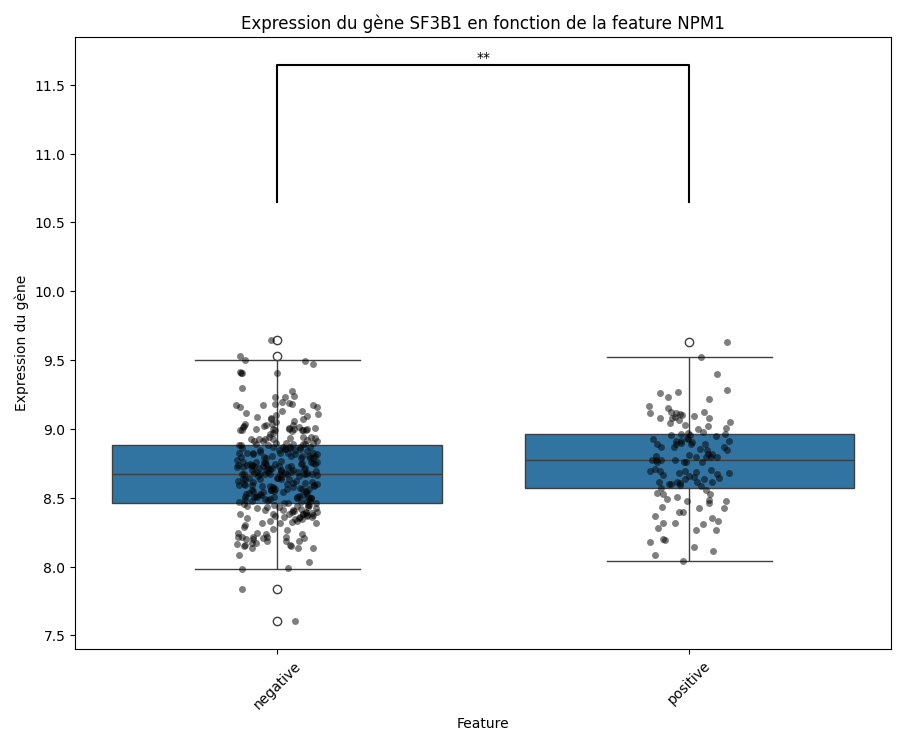 Expression du gène SF3B1 en fonction de la feature NPM1
**
11.5
11.0
10.5
10.0
9.5
9.0
8.5
8.0
7.5
Expression du gène
negative
positive
Feature